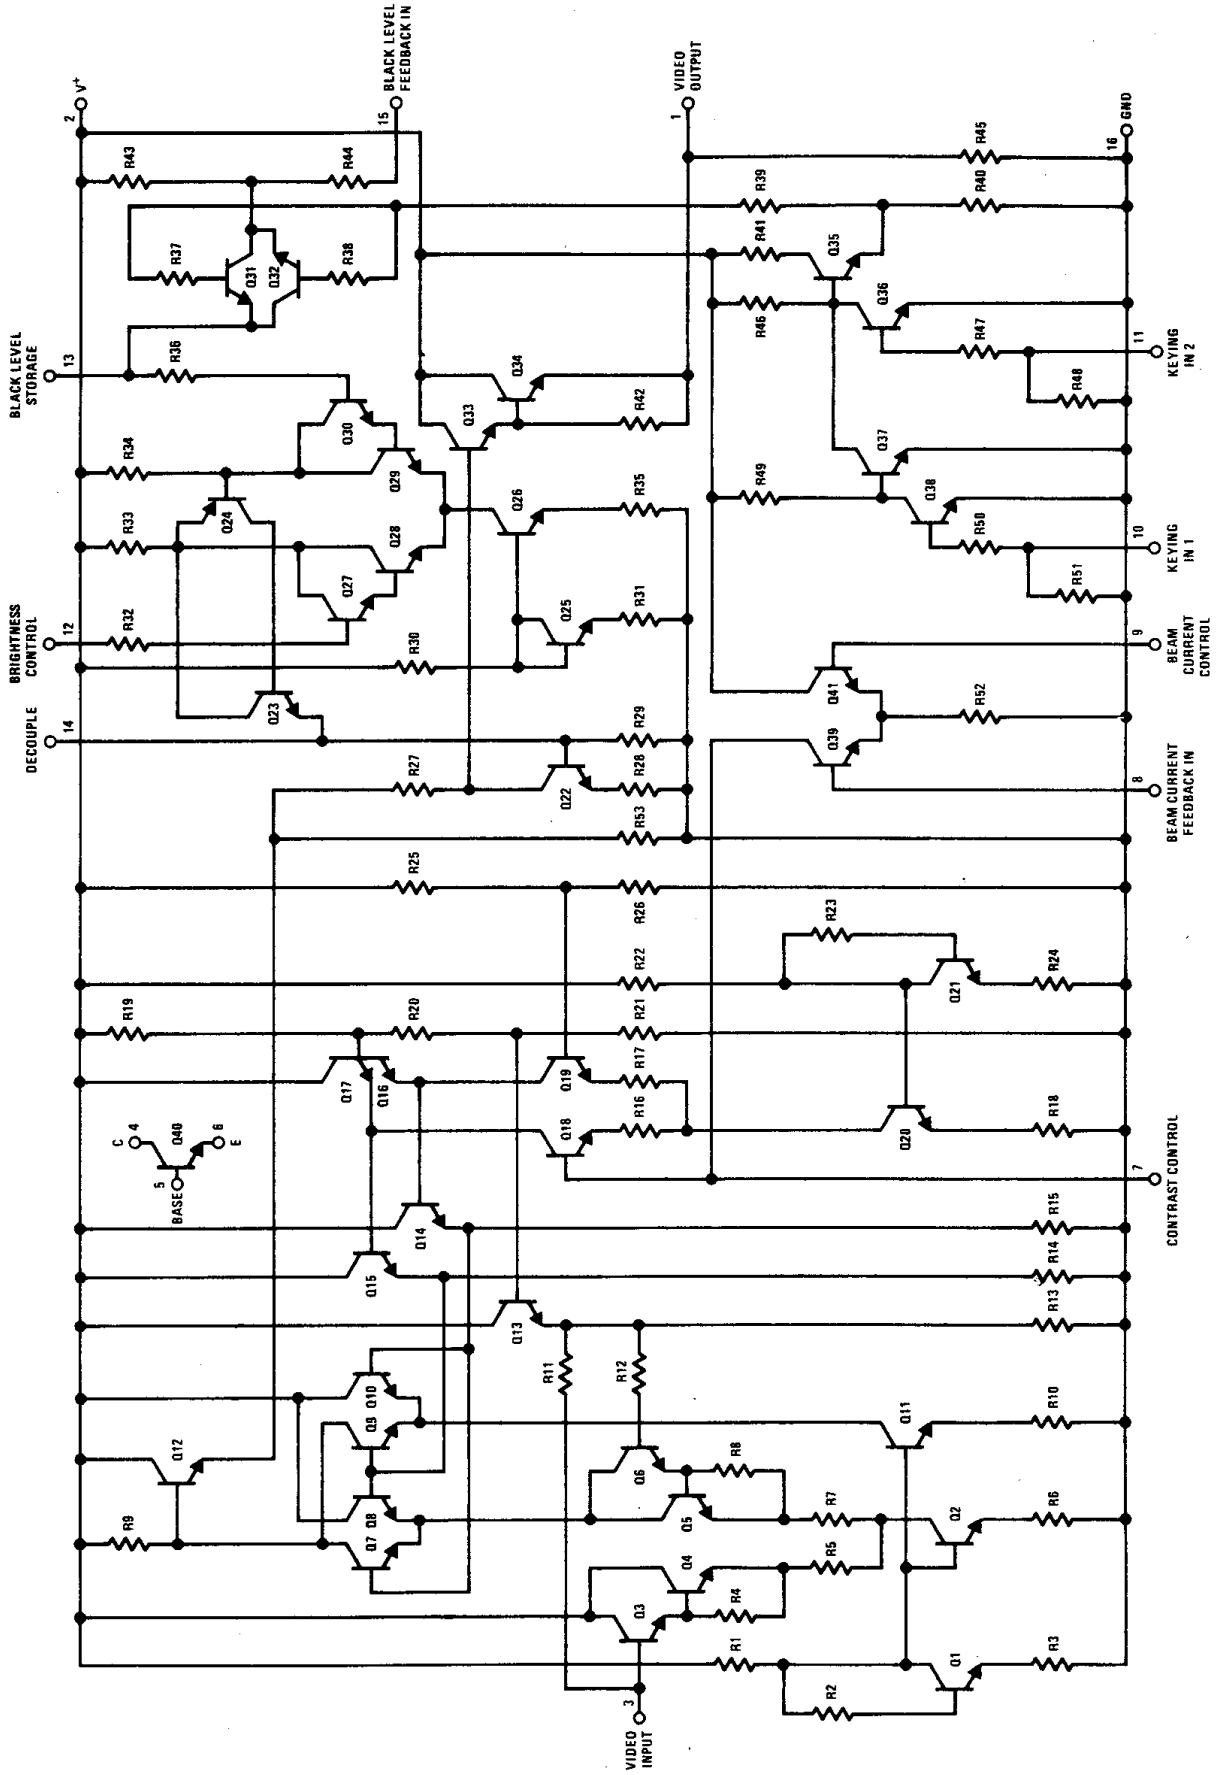 BLACK LEVEL
STORAGE
13
BRIGHTNESS
CONTROL
12
DECOUPLE
14
2
V+
BLACK LEVEL
FEEDBACK IN
15
VIDEO
OUTPUT
1
GND
16
KEYING
IN 2
11
KEYING
IN 1
10
BEAM
CURRENT
CONTROL
9
BEAM CURRENT
FEEDBACK IN
8
CONTRAST CONTROL
7
VIDEO
INPUT
3
C
4
5
BASE
Q40
6
E
R43
R44
R37
Q31
Q32
R38
R36
R34
Q30
Q29
R33
Q24
Q28
Q27
R32
R30
Q23
Q33
Q34
R42
Q26
R35
Q25
R31
R29
R28
R27
Q22
R53
R39
R41
Q35
R45
R40
R46
Q36
R47
R48
R49
Q37
Q38
R50
R51
Q41
Q39
R52
R25
R26
R22
R23
Q21
R24
R19
R20
R21
Q17
Q16
Q19
R17
Q18
R16
Q20
R18
Q14
Q15
R15
R14
R13
Q13
R11
R12
Q10
Q9
Q8
Q7
Q12
R9
Q11
R10
Q6
Q5
R8
R7
Q2
R6
Q4
Q3
R4
R5
R1
R2
Q1
R3